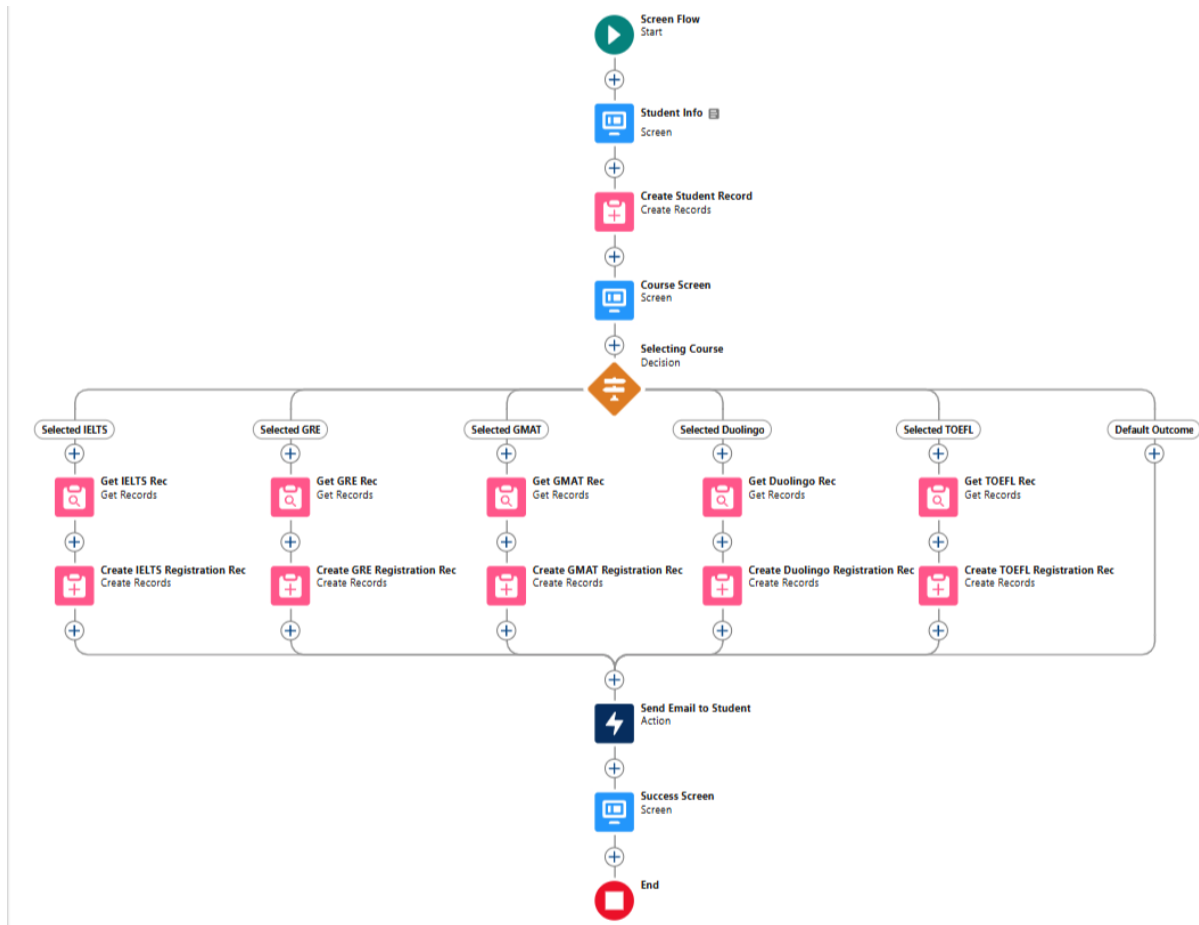 Screen Flow
Start
Student Info
Screen
Create Student Record
Create Records
Course Screen
Screen
Selecting Course
Decision
Selected IELTS
Selected GRE
Selected GMAT
Selected Duolingo
Selected TOEFL
Default Outcome
Get IELTS Rec
Get Records
Get GRE Rec
Get Records
Get GMAT Rec
Get Records
Get Duolingo Rec
Get Records
Get TOEFL Rec
Get Records
Create IELTS Registration Rec
Create Records
Create GRE Registration Rec
Create Records
Create GMAT Registration Rec
Create Records
Create Duolingo Registration Rec
Create Records
Create TOEFL Registration Rec
Create Records
Send Email to Student
Action
Success Screen
Screen
End